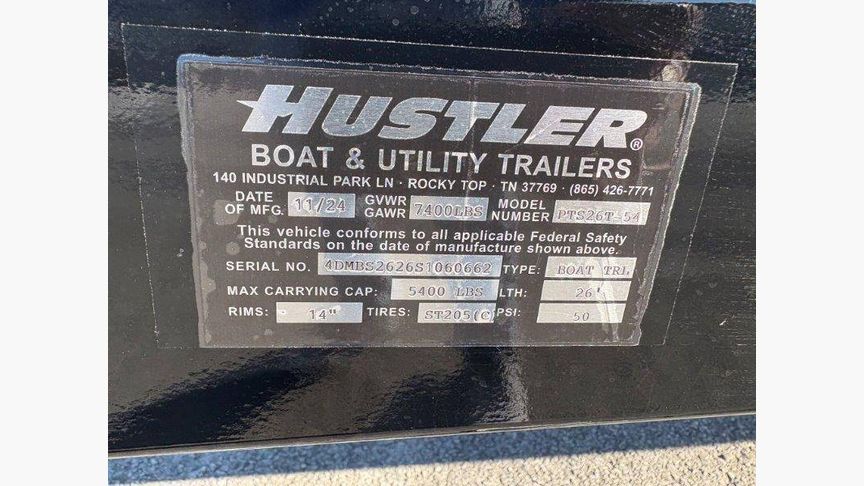 HUSTLER®
BOAT & UTILITY TRAILERS
140 INDUSTRIAL PARK LN · ROCKY TOP · TN 37769 · (865) 426-7771
DATE OF MFG. 11/24 GVWR GAWR 7400LBS MODEL NUMBER PTS26T-54
This vehicle conforms to all applicable Federal Safety
Standards on the date of manufacture shown above.
SERIAL NO. 4DMBS2626S1060662 TYPE: BOAT TRL
MAX CARRYING CAP: 5400 LBS LTH: 26'
RIMS: 14" TIRES: ST205(C) PSI: 50